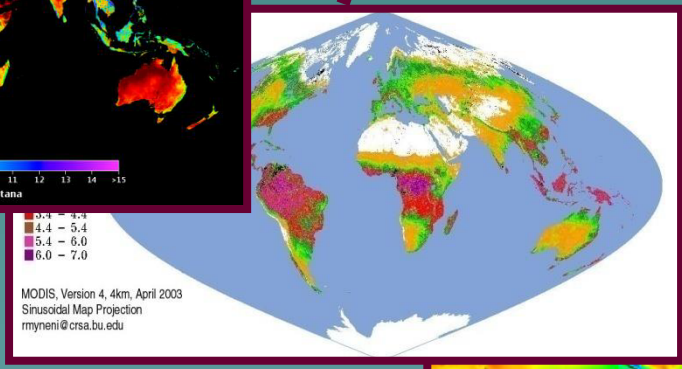 11 12 13 14 >15
tana
3.4 - 4.4
4.4 - 5.4
5.4 - 6.0
6.0 - 7.0
MODIS, Version 4, 4km, April 2003
Sinusoidal Map Projection
rmyneni@crsa.bu.edu